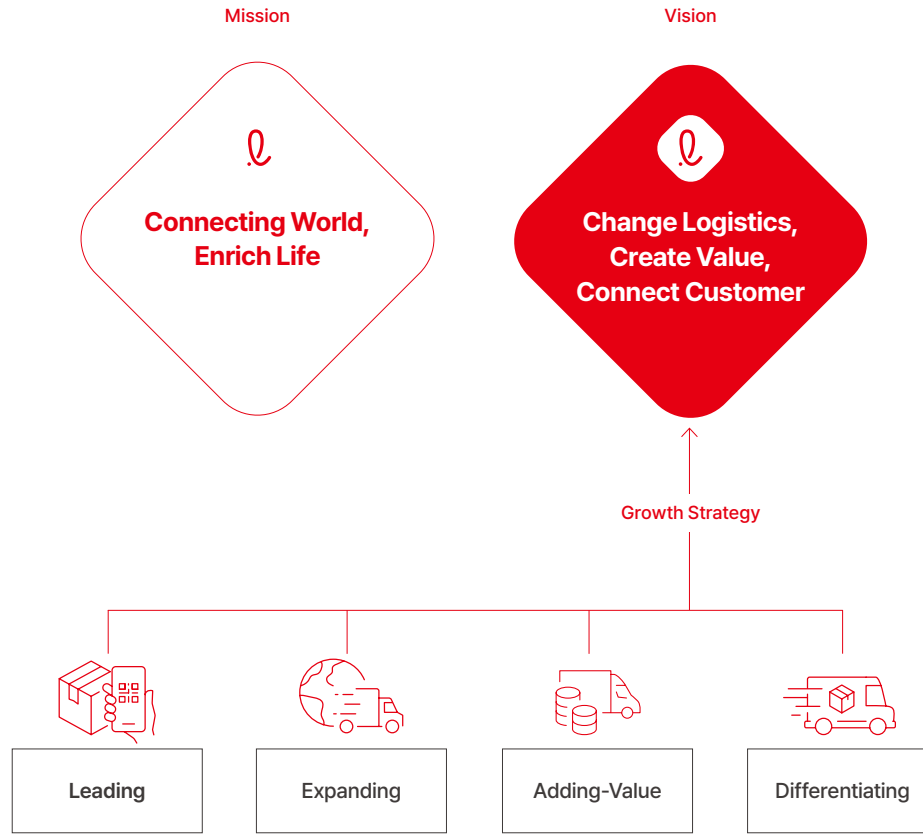 Mission
Vision
Connecting World,
Enrich Life
Change Logistics,
Create Value,
Connect Customer
Growth Strategy
Leading
Expanding
Adding-Value
Differentiating